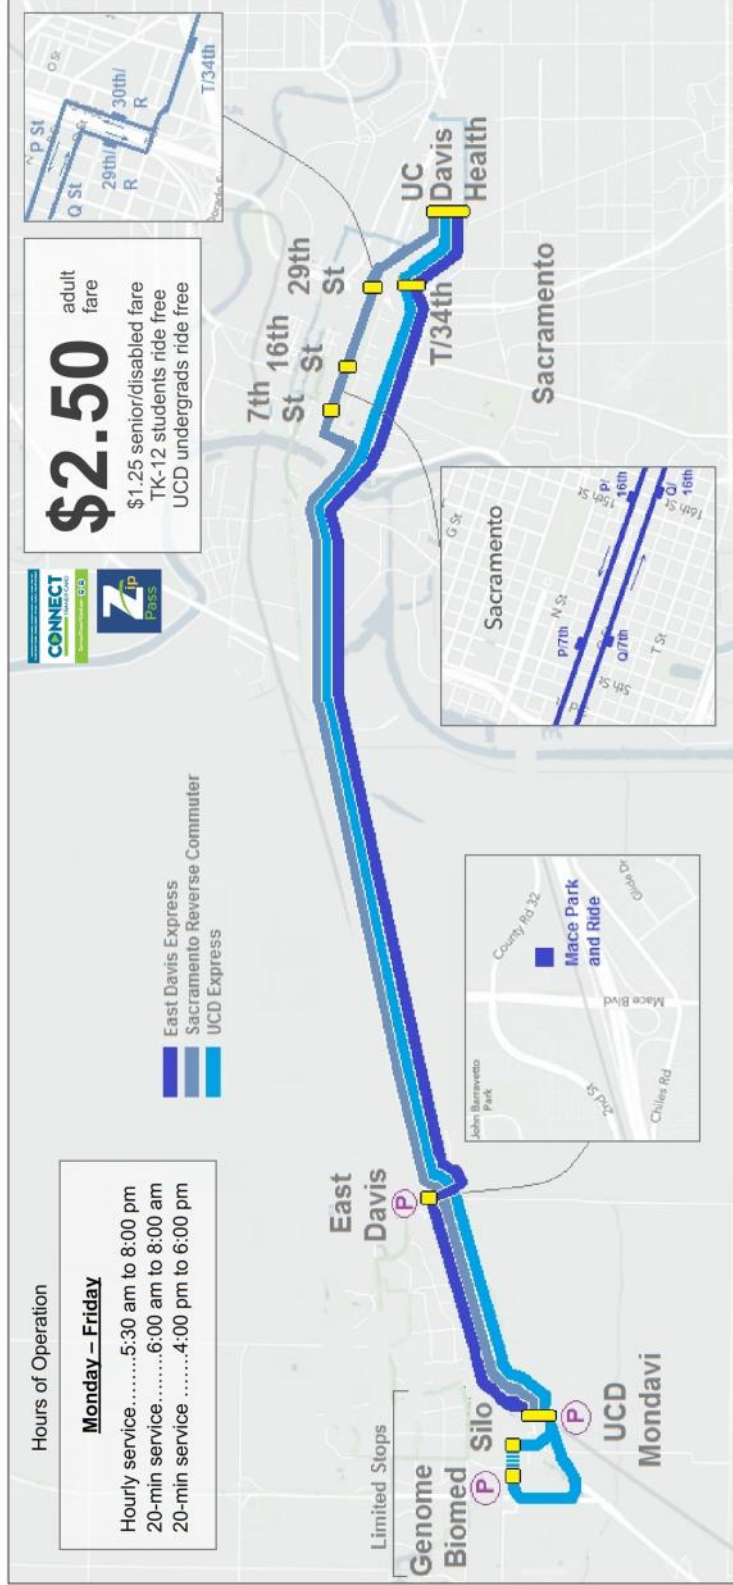 Hours of Operation
Monday – Friday
Hourly service........5:30 am to 8:00 pm
20-min service........6:00 am to 8:00 am
20-min service .......4:00 pm to 6:00 pm
East Davis Express
Sacramento Reverse Commuter
UCD Express
CONNECT
TRANSIT CARD
Zip
Pass
$2.50
adult
fare
$1.25 senior/disabled fare
TK-12 students ride free
UCD undergrads ride free
O St
N
P St
Q St
29th/
R
30th/
R
T/34th
Limited Stops
Genome
Biomed
P
Silo
P
UCD
Mondavi
East
Davis
P
7th
St
16th
St
29th
St
T/34th
UC
Davis
Health
Sacramento
John Barravetto
Park
County Rd 32
Mace Park
and Ride
Mace Blvd
2nd St
Chiles Rd
Glide Dr
Sacramento
G St
N St
P/7th
Q/7th
T St
5th St
15th St
16th St
P/
16th
Q/
16th